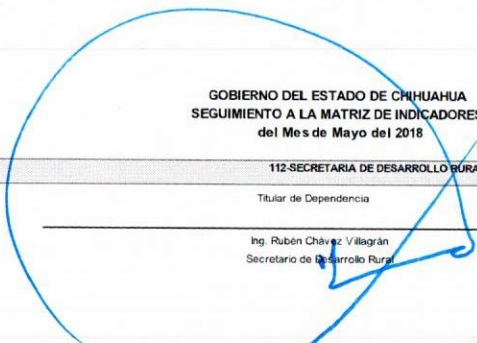 GOBIERNO DEL ESTADO DE CHIHUAHUA
SEGUIMIENTO A LA MATRIZ DE INDICADORES
del Mes de Mayo del 2018
112-SECRETARIA DE DESARROLLO RURA
Titular de Dependencia
Ing. Rubén Chávez Villagrán
Secretario de Desarrollo Rural